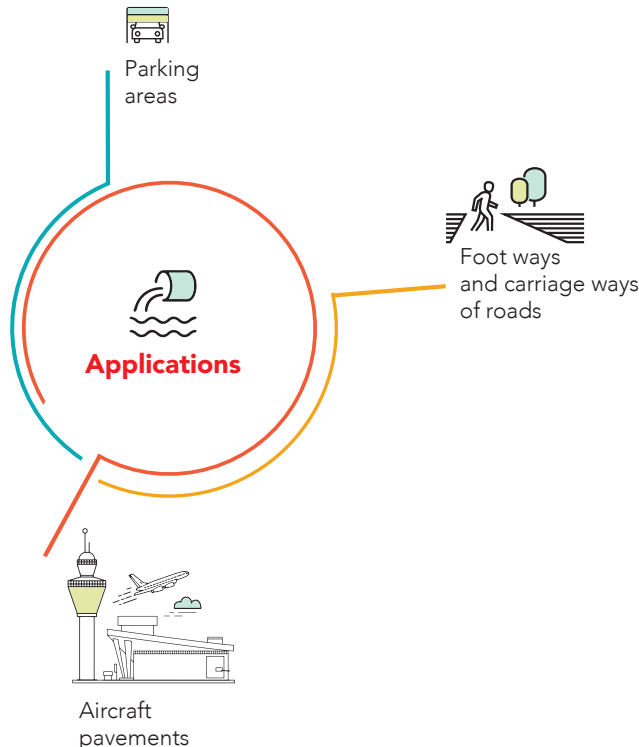 Parking
areas
Foot ways
and carriage ways
of roads
Applications
Aircraft
pavements